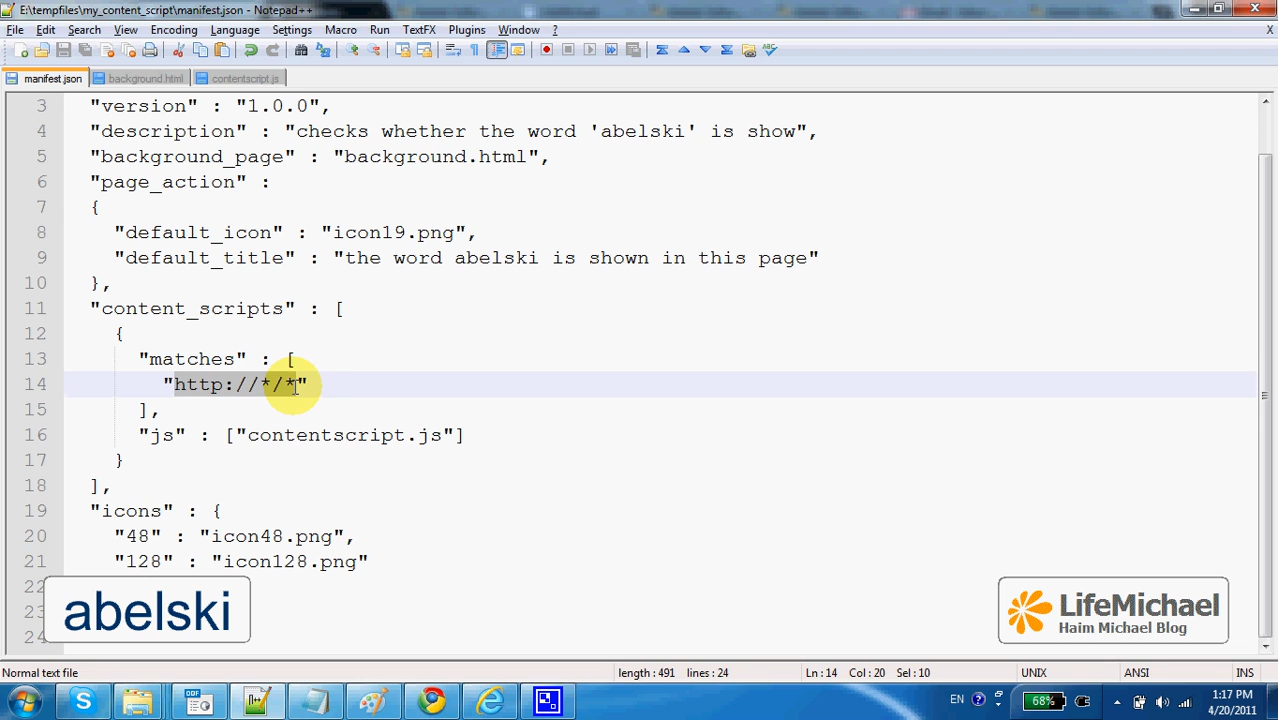 E:\tempfiles\my_content_script\manifest.json - Notepad++
File Edit Search View Encoding Language Settings Macro Run TextFX Plugins Window ? X
manifest.json background.html contentscript.js
3 "version" : "1.0.0",
4 "description" : "checks whether the word 'abelski' is show",
5 "background_page" : "background.html",
6 "page_action" :
7 {
8 "default_icon" : "icon19.png",
9 "default_title" : "the word abelski is shown in this page"
10 },
11 "content_scripts" : [
12 {
13 "matches" : [
14 "http://*/*"
15 ],
16 "js" : ["contentscript.js"]
17 }
18 ],
19 "icons" : {
20 "48" : "icon48.png",
21 "128" : "icon128.png"
22
23
24
abelski
LifeMichael
Haim Michael Blog
Normal text file length : 491 lines : 24 Ln : 14 Col : 20 Sel : 10 UNIX ANSI INS
EN 68% 1:17 PM
4/20/2011